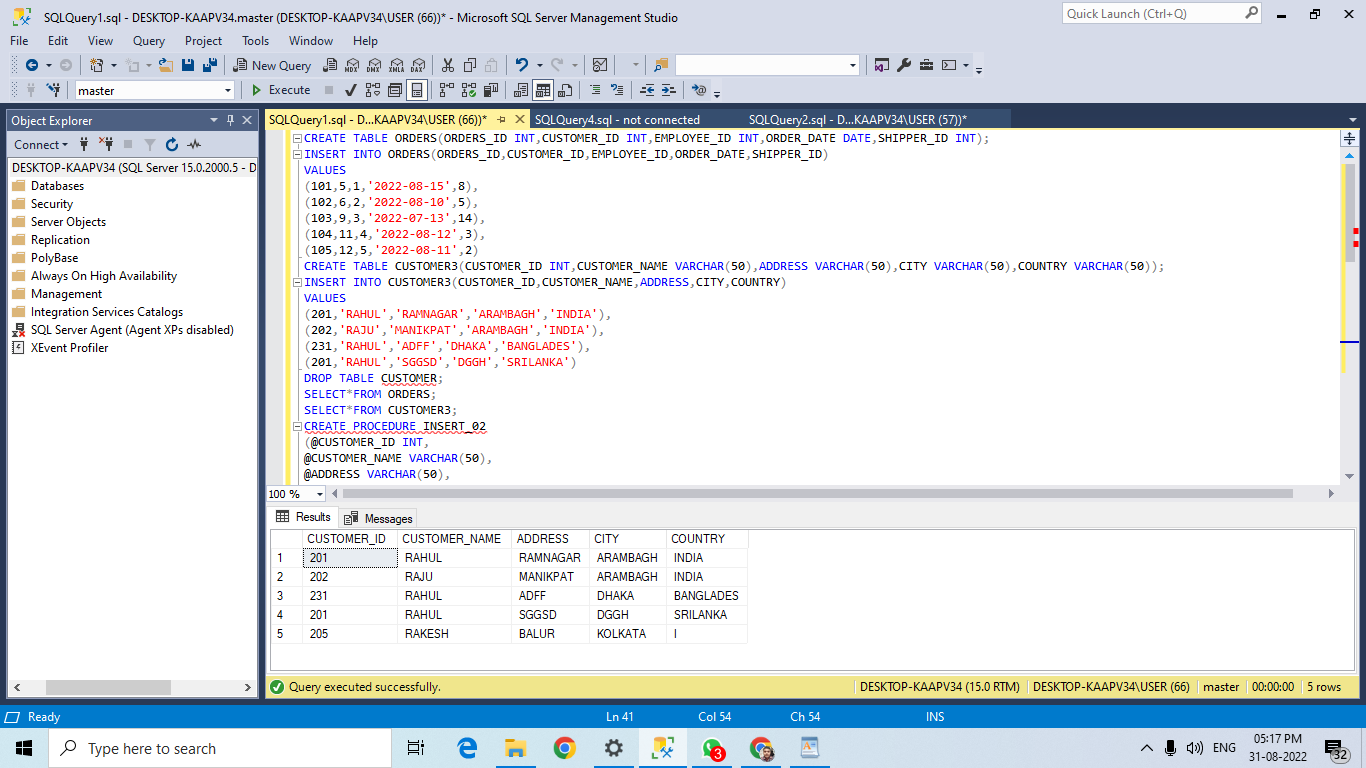 SQLQuery1.sql - DESKTOP-KAAPV34.master (DESKTOP-KAAPV34\USER (66))* - Microsoft SQL Server Management Studio
Quick Launch (Ctrl+Q)
File Edit View Query Project Tools Window Help
New Query MDX DMX XMLA DAX
master Execute
Object Explorer
Connect
DESKTOP-KAAPV34 (SQL Server 15.0.2000.5 - D
Databases
Security
Server Objects
Replication
PolyBase
Always On High Availability
Management
Integration Services Catalogs
SQL Server Agent (Agent XPs disabled)
XEvent Profiler
SQLQuery1.sql - D...KAAPV34\USER (66))* SQLQuery4.sql - not connected SQLQuery2.sql - D...KAAPV34\USER (57))*
CREATE TABLE ORDERS(ORDERS_ID INT,CUSTOMER_ID INT,EMPLOYEE_ID INT,ORDER_DATE DATE,SHIPPER_ID INT);
INSERT INTO ORDERS(ORDERS_ID,CUSTOMER_ID,EMPLOYEE_ID,ORDER_DATE,SHIPPER_ID)
VALUES
(101,5,1,'2022-08-15',8),
(102,6,2,'2022-08-10',5),
(103,9,3,'2022-07-13',14),
(104,11,4,'2022-08-12',3),
(105,12,5,'2022-08-11',2)
CREATE TABLE CUSTOMER3(CUSTOMER_ID INT,CUSTOMER_NAME VARCHAR(50),ADDRESS VARCHAR(50),CITY VARCHAR(50),COUNTRY VARCHAR(50));
INSERT INTO CUSTOMER3(CUSTOMER_ID,CUSTOMER_NAME,ADDRESS,CITY,COUNTRY)
VALUES
(201,'RAHUL','RAMNAGAR','ARAMBAGH','INDIA'),
(202,'RAJU','MANIKPAT','ARAMBAGH','INDIA'),
(231,'RAHUL','ADFF','DHAKA','BANGLADES'),
(201,'RAHUL','SGGSD','DGGH','SRILANKA')
DROP TABLE CUSTOMER;
SELECT*FROM ORDERS;
SELECT*FROM CUSTOMER3;
CREATE PROCEDURE INSERT_02
(@CUSTOMER_ID INT,
@CUSTOMER_NAME VARCHAR(50),
@ADDRESS VARCHAR(50),
100 %
Results Messages
CUSTOMER_ID CUSTOMER_NAME ADDRESS CITY COUNTRY
1 201 RAHUL RAMNAGAR ARAMBAGH INDIA
2 202 RAJU MANIKPAT ARAMBAGH INDIA
3 231 RAHUL ADFF DHAKA BANGLADES
4 201 RAHUL SGGSD DGGH SRILANKA
5 205 RAKESH BALUR KOLKATA I
Query executed successfully. DESKTOP-KAAPV34 (15.0 RTM) DESKTOP-KAAPV34\USER (66) master 00:00:00 5 rows
Ready Ln 41 Col 54 Ch 54 INS
Type here to search
3
ENG
05:17 PM
31-08-2022
32